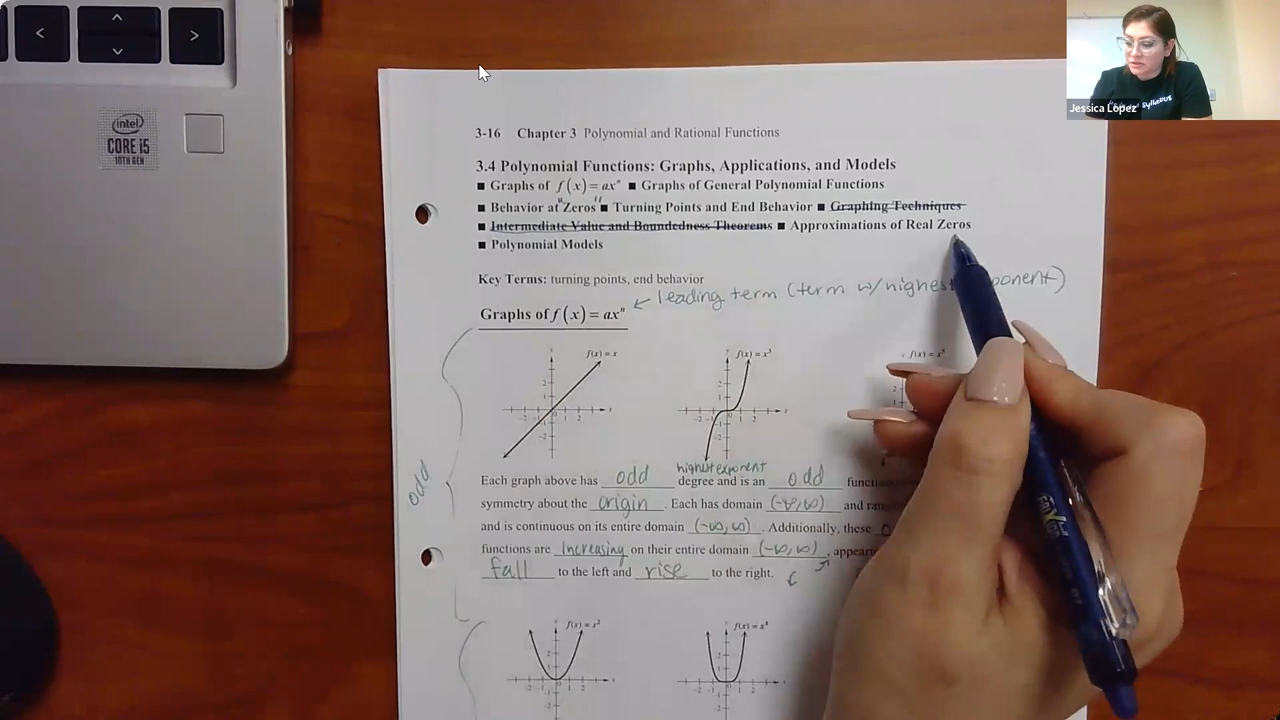 intel
CORE i5
10TH GEN
Jessica Lopez
3-16 Chapter 3 Polynomial and Rational Functions
3.4 Polynomial Functions: Graphs, Applications, and Models
■ Graphs of f(x) = axⁿ ■ Graphs of General Polynomial Functions
■ Behavior at "Zeros" ■ Turning Points and End Behavior ■ Graphing Techniques
■ Intermediate Value and Boundedness Theorems ■ Approximations of Real Zeros
■ Polynomial Models
Key Terms: turning points, end behavior
← leading term (term w/highest
Graphs of f(x) = axⁿ
f(x) = x
f(x) = x³
f(x) = x⁵
odd
highest exponent
Each graph above has odd degree and is an odd
symmetry about the origin. Each has domain (-∞,∞) and
and is continuous on its entire domain (-∞,∞). Additionally, these
functions are increasing on their entire domain (-∞,∞),
fall to the left and rise to the right.
f(x) = x²
f(x) = x⁴